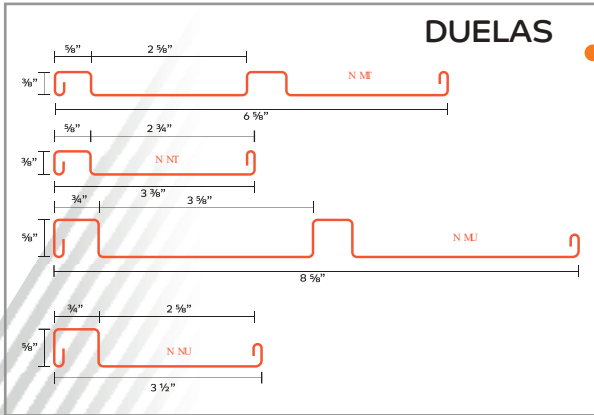 DUELAS
⅝” 2 ⅝”
⅜” N MT
6 ⅝”
⅝” 2 ¾”
⅜” N NT
3 ⅜”
¾” 3 ⅝”
⅝” N MU
8 ⅝”
¾” 2 ⅝”
⅝” N NU
3 ½”